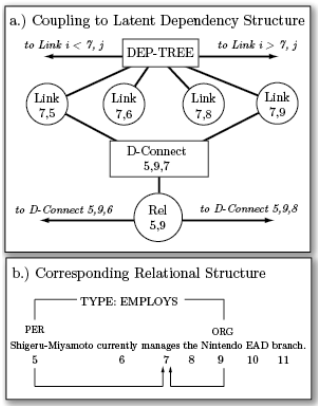 a.) Coupling to Latent Dependency Structure
to Link i < 7, j
to Link i > 7, j
DEP-TREE
Link 7,5
Link 7,6
Link 7,8
Link 7,9
D-Connect
5,9,7
to D-Connect 5,9,6
Rel 5,9
to D-Connect 5,9,8
b.) Corresponding Relational Structure
TYPE: EMPLOYS
PER ORG
Shigeru-Miyamoto currently manages the Nintendo EAD branch.
5 6 7 8 9 10 11